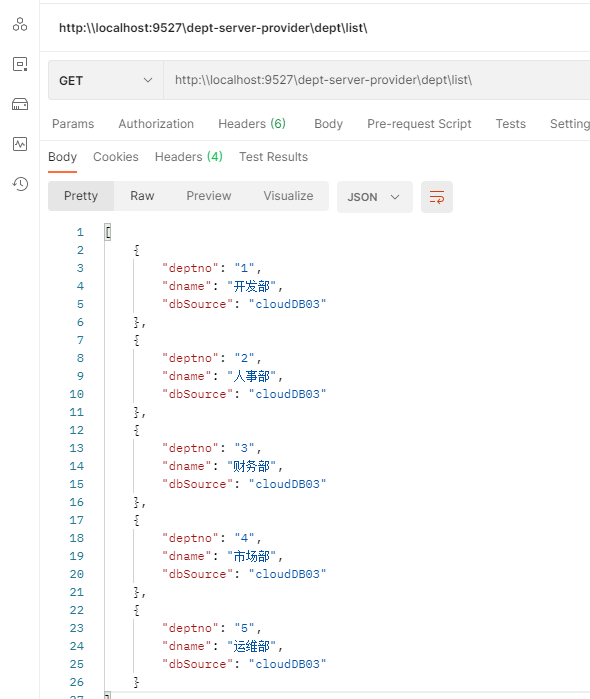 http:\\localhost:9527\dept-server-provider\dept\list\
GET http:\\localhost:9527\dept-server-provider\dept\list\
Params Authorization Headers (6) Body Pre-request Script Tests Setting
Body Cookies Headers (4) Test Results
Pretty Raw Preview Visualize JSON
1 [
2 {
3 "deptno": "1",
4 "dname": "开发部",
5 "dbSource": "cloudDB03"
6 },
7 {
8 "deptno": "2",
9 "dname": "人事部",
10 "dbSource": "cloudDB03"
11 },
12 {
13 "deptno": "3",
14 "dname": "财务部",
15 "dbSource": "cloudDB03"
16 },
17 {
18 "deptno": "4",
19 "dname": "市场部",
20 "dbSource": "cloudDB03"
21 },
22 {
23 "deptno": "5",
24 "dname": "运维部",
25 "dbSource": "cloudDB03"
26 }
27 ]